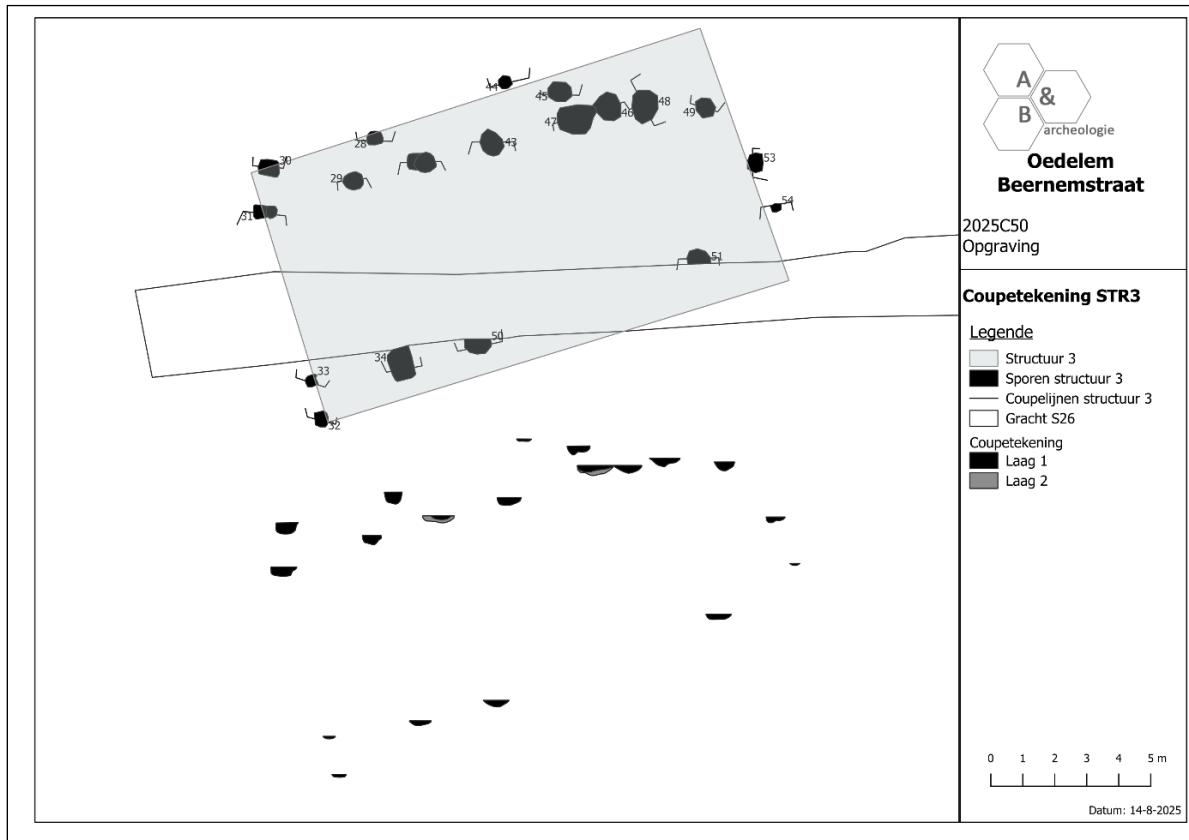 44
45
48
47
46
49
28
43
30
29
53
31
54
51
50
34
33
32
A
&
B
archeologie
Oedelem
Beernemstraat
2025C50
Opgraving
Coupetekening STR3
Legende
Structuur 3
Sporen structuur 3
Coupelijnen structuur 3
Gracht S26
Coupetekening
Laag 1
Laag 2
0 1 2 3 4 5 m
Datum: 14-8-2025